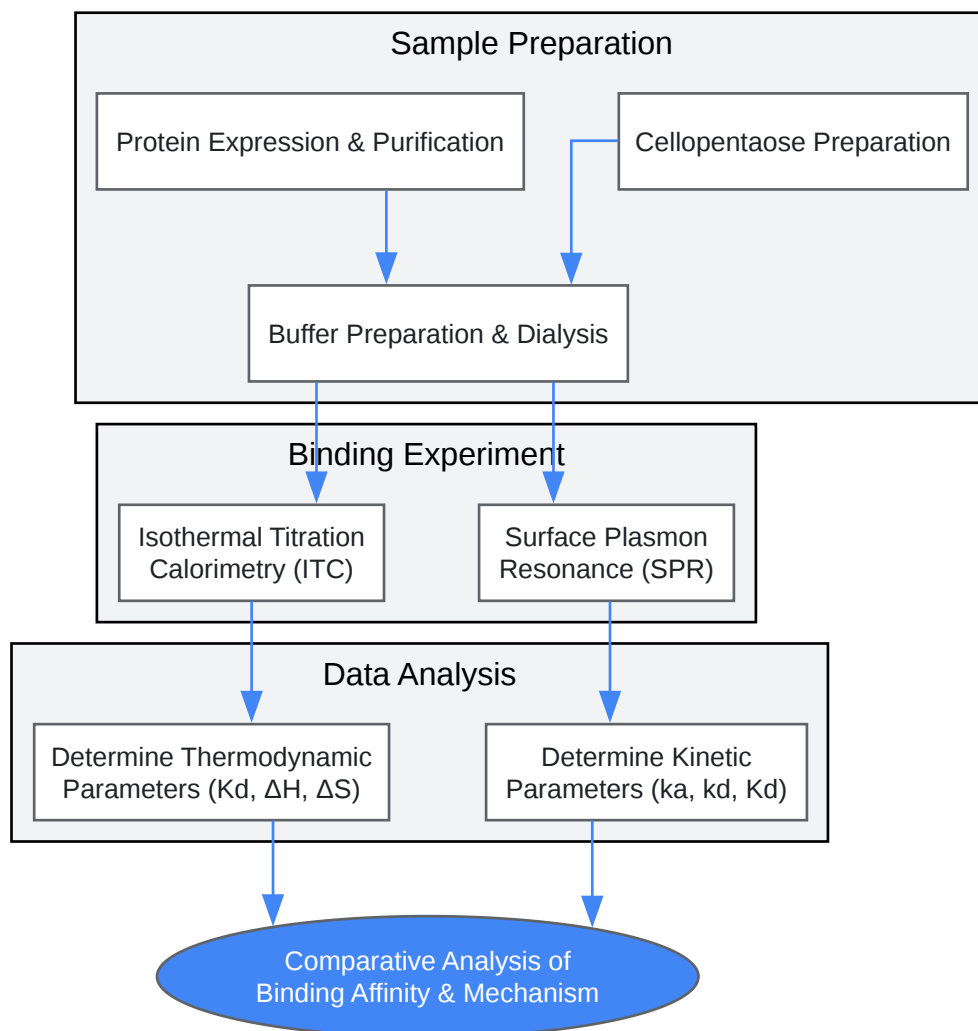 Sample Preparation
Protein Expression & Purification
Cellopentaose Preparation
Buffer Preparation & Dialysis
Binding Experiment
Isothermal Titration
Calorimetry (ITC)
Surface Plasmon
Resonance (SPR)
Data Analysis
Determine Thermodynamic
Parameters (Kd, ΔH, ΔS)
Determine Kinetic
Parameters (ka, kd, Kd)
Comparative Analysis of
Binding Affinity & Mechanism